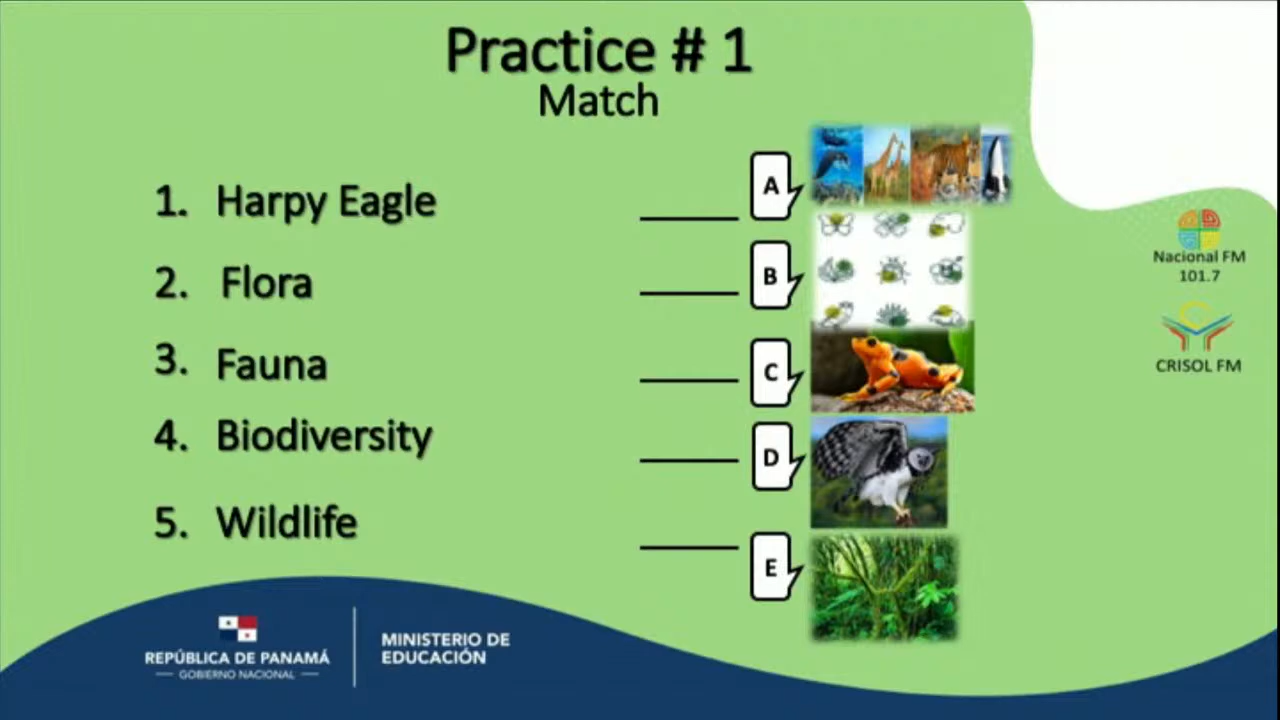 Practice # 1
Match
1. Harpy Eagle
2. Flora
3. Fauna
4. Biodiversity
5. Wildlife
A
B
C
D
E
Nacional FM
101.7
CRISOL FM
REPÚBLICA DE PANAMÁ
— GOBIERNO NACIONAL —
MINISTERIO DE
EDUCACIÓN